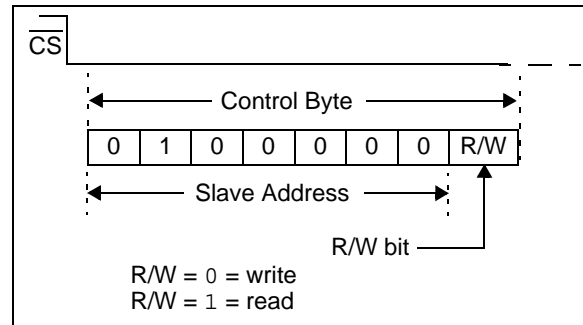 CS
Control Byte
0 1 0 0 0 0 0 R/W
Slave Address
R/W bit
R/W = 0 = write
R/W = 1 = read